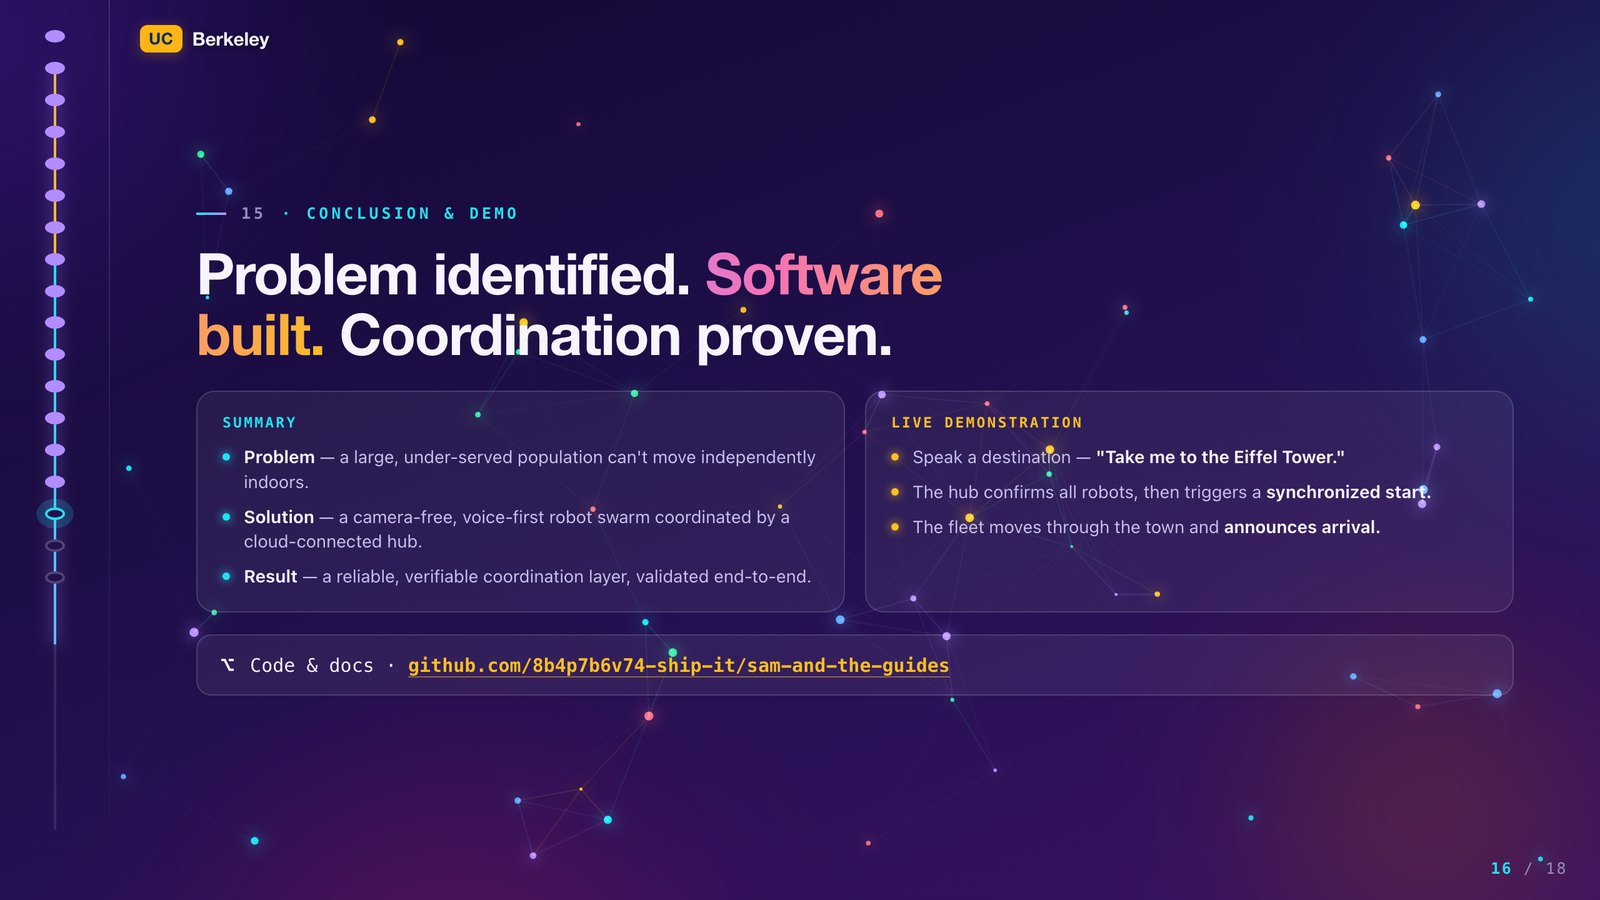 UC Berkeley
15 · CONCLUSION & DEMO
Problem identified. Software
built. Coordination proven.
SUMMARY
Problem — a large, under-served population can't move independently
indoors.
Solution — a camera-free, voice-first robot swarm coordinated by a
cloud-connected hub.
Result — a reliable, verifiable coordination layer, validated end-to-end.
LIVE DEMONSTRATION
Speak a destination — "Take me to the Eiffel Tower."
The hub confirms all robots, then triggers a synchronized start.
The fleet moves through the town and announces arrival.
⌥ Code & docs · github.com/8b4p7b6v74-ship-it/sam-and-the-guides
16 / 18